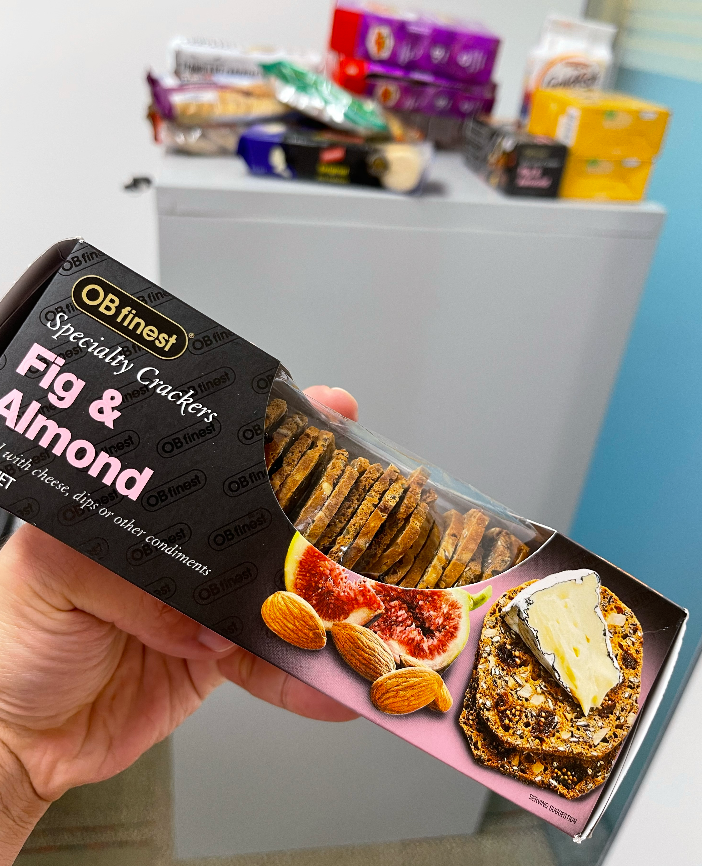 OB finest®
Specialty Crackers
Fig &
Almond
with cheese, dips or other condiments
ET
SERVING SUGGESTION